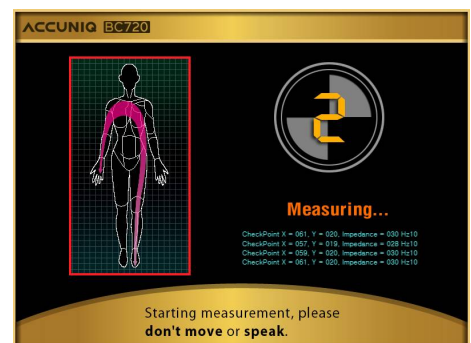 ACCUNIQ BC720
2
Measuring...
CheckPoint X = 061, Y = 020, Impedance = 030 Hz10
CheckPoint X = 057, Y = 019, Impedance = 028 Hz10
CheckPoint X = 059, Y = 020, Impedance = 030 Hz10
CheckPoint X = 061, Y = 020, Impedance = 030 Hz10
Starting measurement, please
don't move or speak.